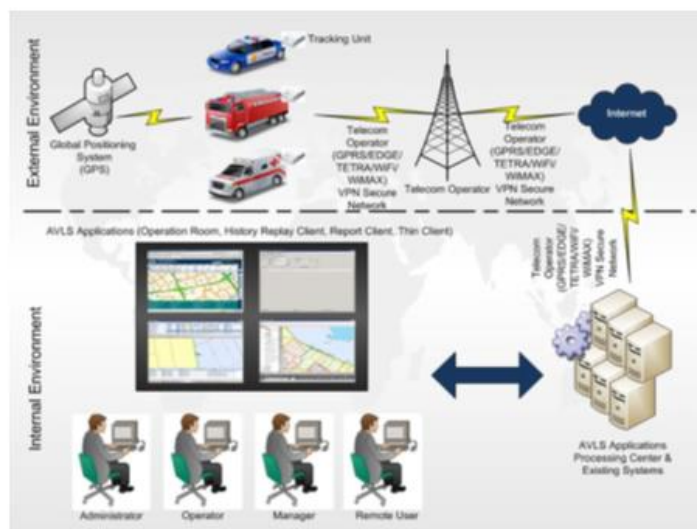 External Environment
Tracking Unit
Global Positioning
System
(GPS)
Telecom
Operator
(GPRS/EDGE/
TETRA/WiFi/
WiMAX)
VPN Secure
Network
Telecom Operator
Telecom
Operator
(GPRS/EDGE/
TETRA/WiFi/
WiMAX)
VPN Secure
Network
Internet
Telecom
Operator
(GPRS/EDGE/
TETRA/WiFi/
WiMAX)
VPN Secure
Network
Internal Environment
AVLS Applications (Operation Room, History Replay Client, Report Client, Thin Client)
AVLS Applications
Processing Center &
Existing Systems
Administrator
Operator
Manager
Remote User